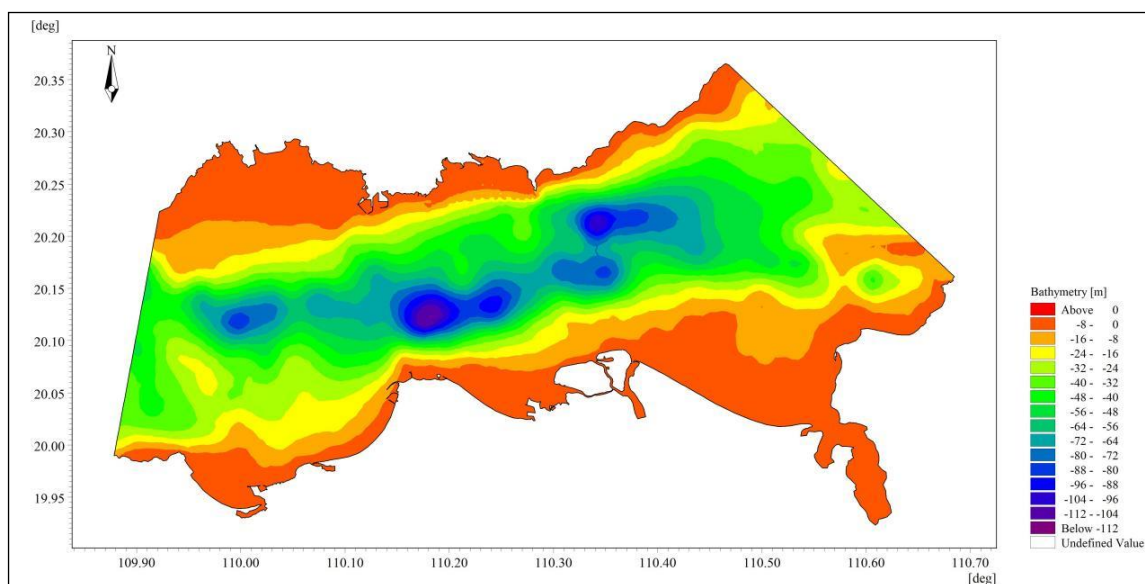 [deg]
N
20.35
20.30
20.25
20.20
20.15
20.10
20.05
20.00
19.95
109.90 110.00 110.10 110.20 110.30 110.40 110.50 110.60 110.70
[deg]
Bathymetry [m]
Above 0
-8 - 0
-16 - -8
-24 - -16
-32 - -24
-40 - -32
-48 - -40
-56 - -48
-64 - -56
-72 - -64
-80 - -72
-88 - -80
-96 - -88
-104 - -96
-112 - -104
Below -112
Undefined Value